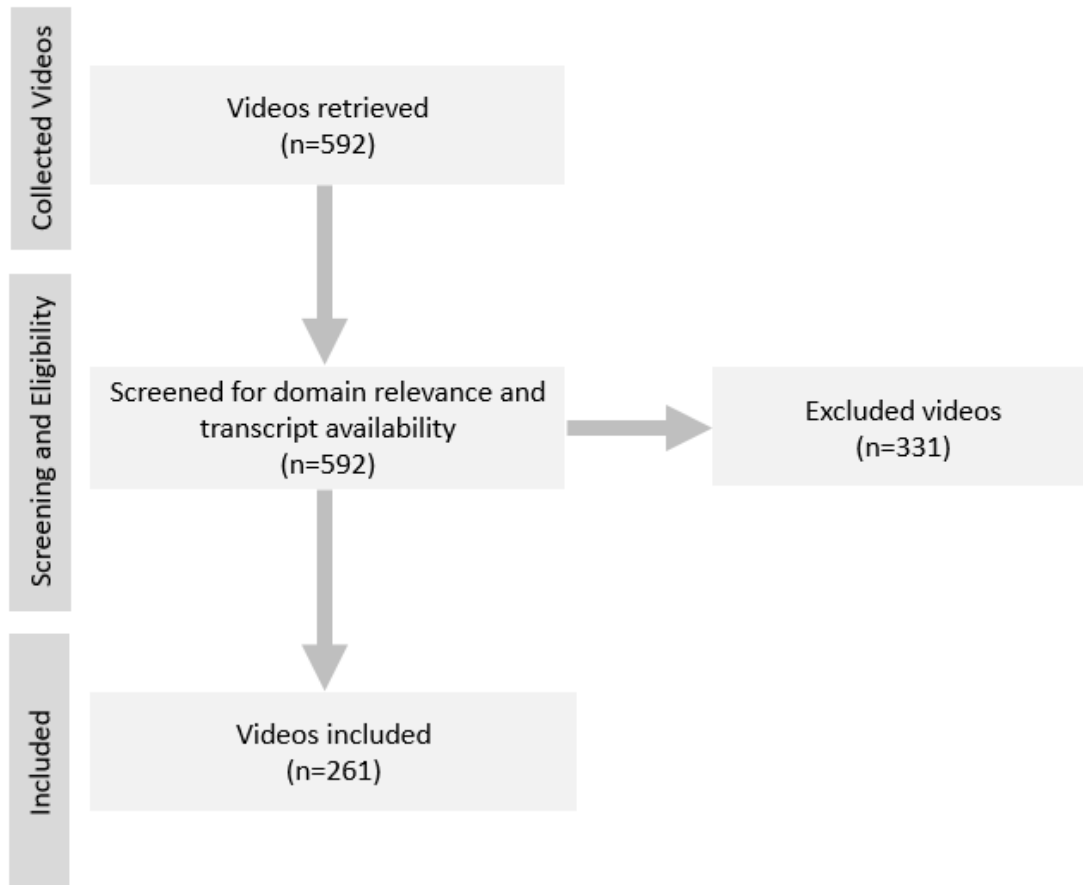 Collected Videos
Videos retrieved
(n=592)
Screening and Eligibility
Screened for domain relevance and
transcript availability
(n=592)
Excluded videos
(n=331)
Included
Videos included
(n=261)